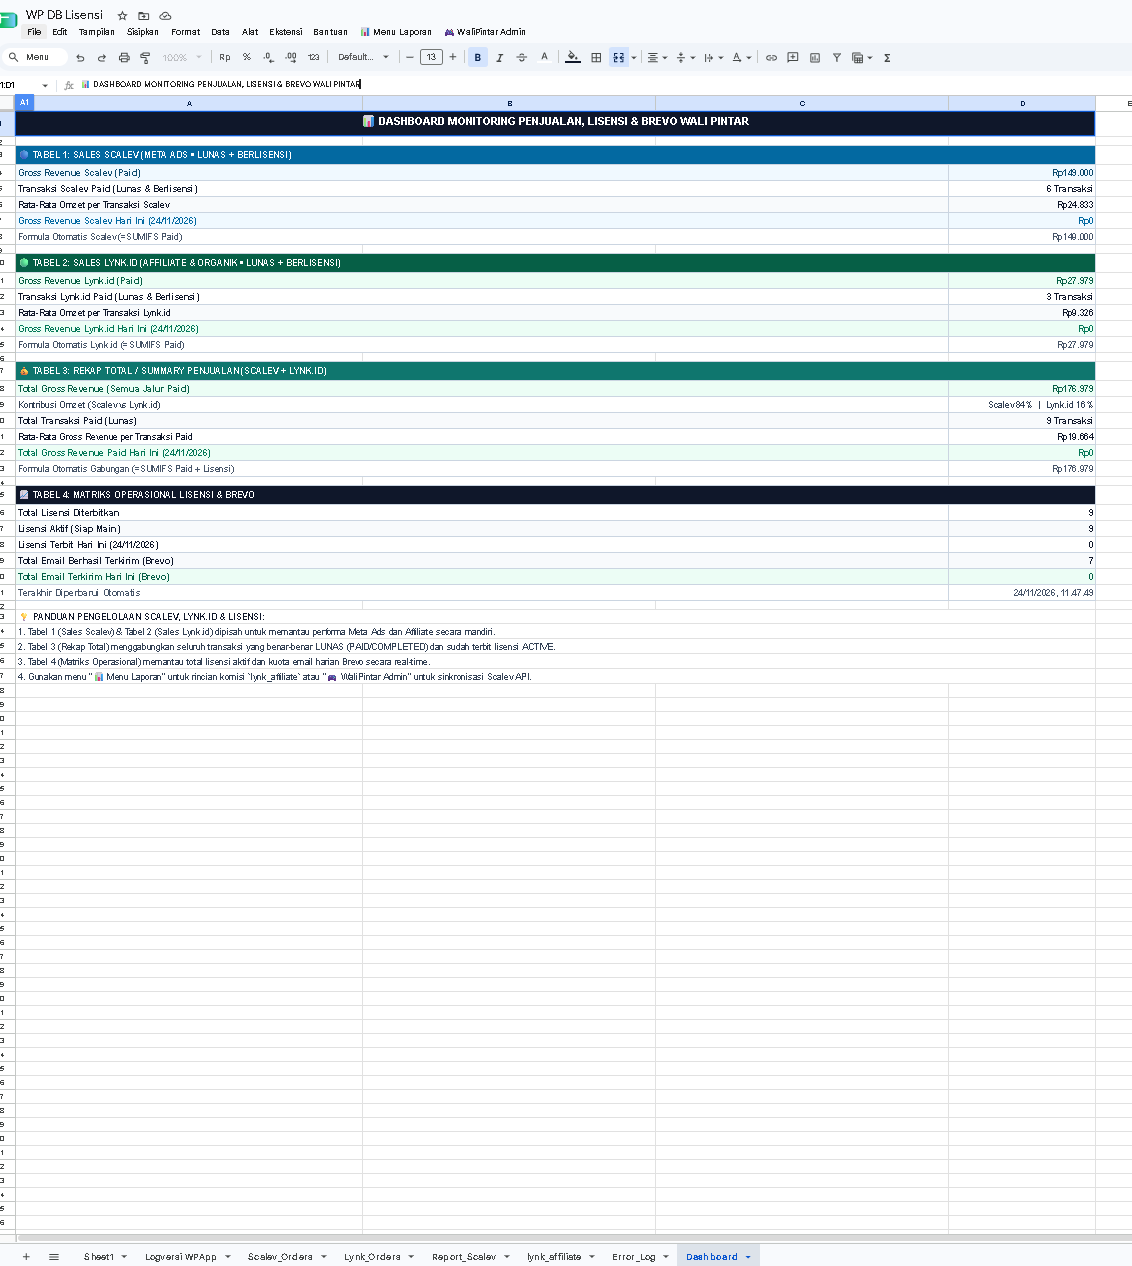 WP DB Lisensi
File Edit Tampilan Sisipkan Format Data Alat Ekstensi Bantuan 📊 Menu Laporan 🎮 WaliPintar Admin
Menu 100% Rp % .0 .00 123 Default... − 13 + B I S A Σ
1:D1 fx 📊 DASHBOARD MONITORING PENJUALAN, LISENSI & BREVO WALI PINTAR
A1 A B C D E
📊 DASHBOARD MONITORING PENJUALAN, LISENSI & BREVO WALI PINTAR
🔵 TABEL 1: SALES SCALEV (META ADS • LUNAS + BERLISENSI)
Gross Revenue Scalev (Paid) Rp149.000
Transaksi Scalev Paid (Lunas & Berlisensi) 6 Transaksi
Rata-Rata Omzet per Transaksi Scalev Rp24.833
Gross Revenue Scalev Hari Ini (24/11/2026) Rp0
Formula Otomatis Scalev (=SUMIFS Paid) Rp149.000
🟢 TABEL 2: SALES LYNK.ID (AFFILIATE & ORGANIK • LUNAS + BERLISENSI)
Gross Revenue Lynk.id (Paid) Rp27.979
Transaksi Lynk.id Paid (Lunas & Berlisensi) 3 Transaksi
Rata-Rata Omzet per Transaksi Lynk.id Rp9.326
Gross Revenue Lynk.id Hari Ini (24/11/2026) Rp0
Formula Otomatis Lynk.id (=SUMIFS Paid) Rp27.979
💰 TABEL 3: REKAP TOTAL / SUMMARY PENJUALAN (SCALEV + LYNK.ID)
Total Gross Revenue (Semua Jalur Paid) Rp176.979
Kontribusi Omzet (Scalev vs Lynk.id) Scalev 84% | Lynk.id 16%
Total Transaksi Paid (Lunas) 9 Transaksi
Rata-Rata Gross Revenue per Transaksi Paid Rp19.664
Total Gross Revenue Paid Hari Ini (24/11/2026) Rp0
Formula Otomatis Gabungan (=SUMIFS Paid + Lisensi) Rp176.979
📈 TABEL 4: MATRIKS OPERASIONAL LISENSI & BREVO
Total Lisensi Diterbitkan 9
Lisensi Aktif (Siap Main) 9
Lisensi Terbit Hari Ini (24/11/2026) 0
Total Email Berhasil Terkirim (Brevo) 7
Total Email Terkirim Hari Ini (Brevo) 0
Terakhir Diperbarui Otomatis 24/11/2026, 11.47.49
💡 PANDUAN PENGELOLAAN SCALEV, LYNK.ID & LISENSI:
1. Tabel 1 (Sales Scalev) & Tabel 2 (Sales Lynk.id) dipisah untuk memantau performa Meta Ads dan Affiliate secara mandiri.
2. Tabel 3 (Rekap Total) menggabungkan seluruh transaksi yang benar-benar LUNAS (PAID/COMPLETED) dan sudah terbit lisensi ACTIVE.
3. Tabel 4 (Matriks Operasional) memantau total lisensi aktif dan kuota email harian Brevo secara real-time.
4. Gunakan menu "📊 Menu Laporan" untuk rincian komisi `lynk_affiliate` atau "🎮 WaliPintar Admin" untuk sinkronisasi Scalev API.
+ Sheet1 Logversi WPApp Scalev_Orders Lynk_Orders Report_Scalev lynk_affiliate Error_Log Dashboard